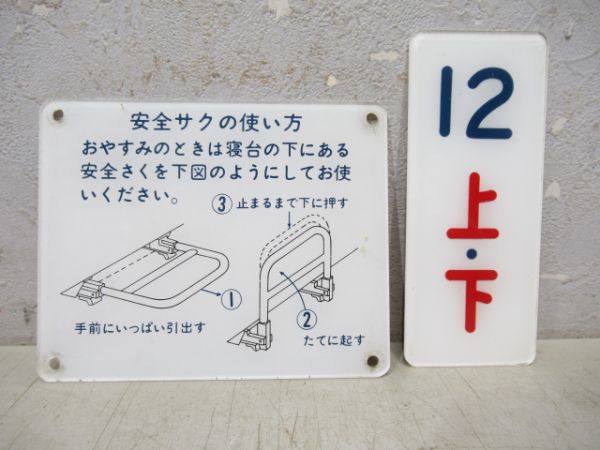 安全サクの使い方
おやすみのときは寝台の下にある
安全さくを下図のようにしてお使
いください。
③ 止まるまで下に押す
①
手前にいっぱい引出す
②
たてに起す
12
上・下